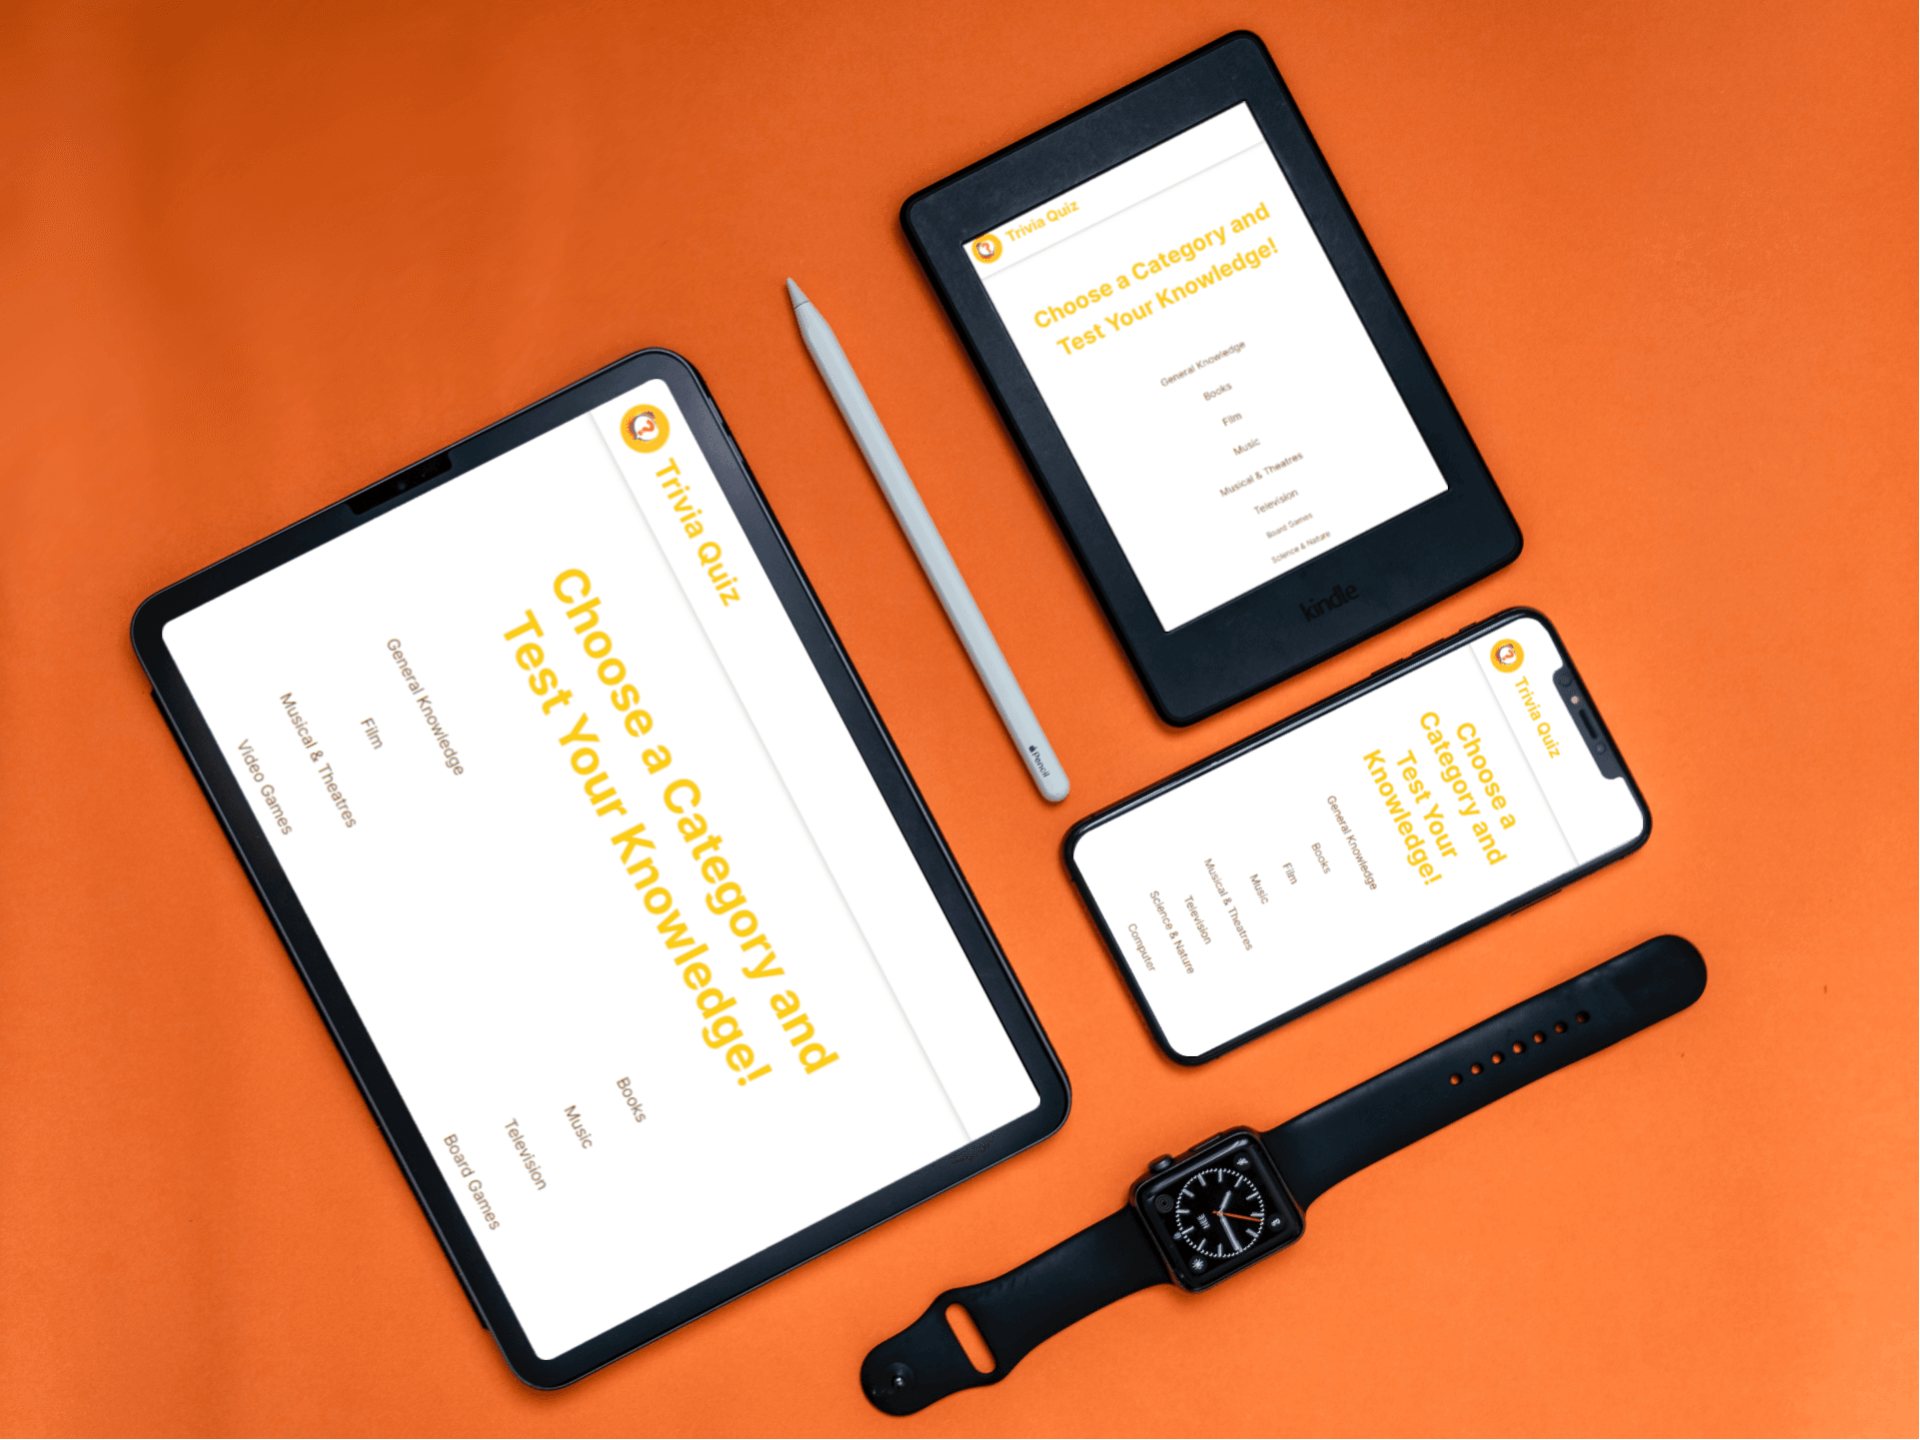 Trivia Quiz
Choose a Category and
Test Your Knowledge!
General Knowledge
Books
Film
Music
Musical & Theatres
Television
Video Games
Board Games
Trivia Quiz
Choose a Category and
Test Your Knowledge!
General Knowledge
Books
Film
Music
Musical & Theatres
Television
Board Games
Science & Nature
kindle
Pencil
Trivia Quiz
Choose a
Category and
Test Your
Knowledge!
General Knowledge
Books
Film
Music
Musical & Theatres
Television
Science & Nature
Computer